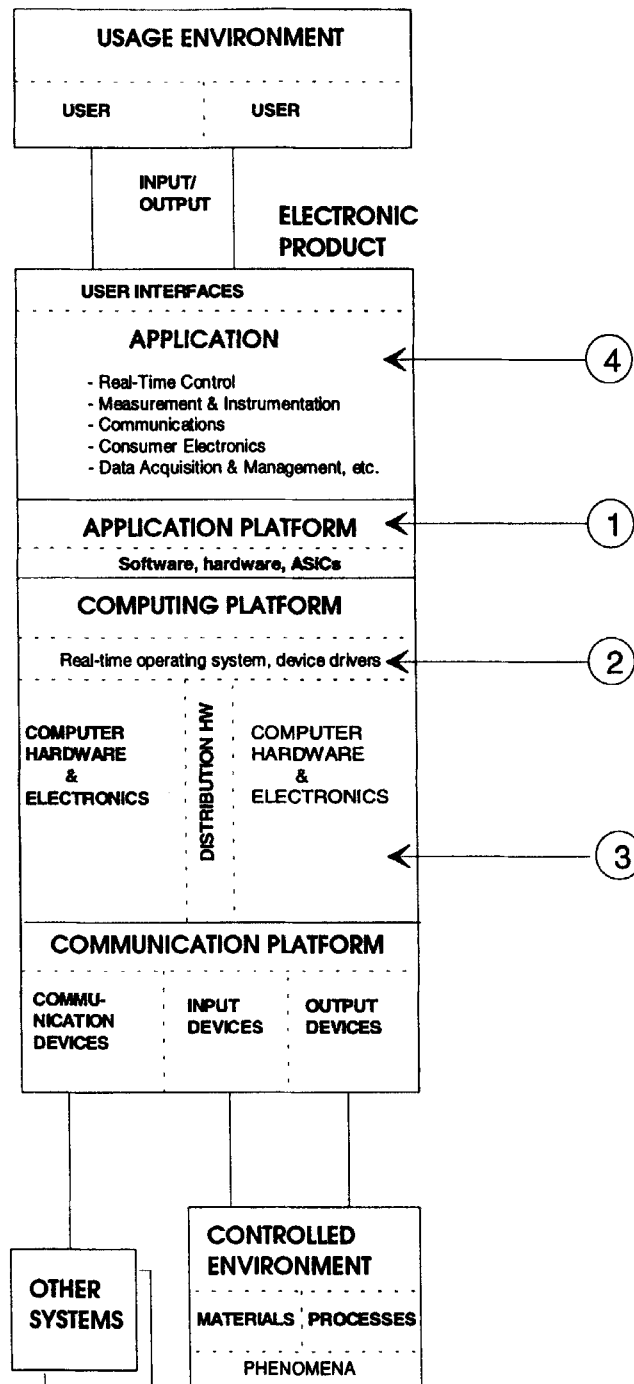 USAGE ENVIRONMENT
USER
USER
INPUT/
OUTPUT
ELECTRONIC
PRODUCT
USER INTERFACES
APPLICATION
4
- Real-Time Control
- Measurement & Instrumentation
- Communications
- Consumer Electronics
- Data Acquisition & Management, etc.
APPLICATION PLATFORM
1
Software, hardware, ASICs
COMPUTING PLATFORM
Real-time operating system, device drivers
2
COMPUTER
HARDWARE
&
ELECTRONICS
DISTRIBUTION HW
COMPUTER
HARDWARE
&
ELECTRONICS
3
COMMUNICATION PLATFORM
COMMU-
NICATION
DEVICES
INPUT
DEVICES
OUTPUT
DEVICES
OTHER
SYSTEMS
CONTROLLED
ENVIRONMENT
MATERIALS
PROCESSES
PHENOMENA